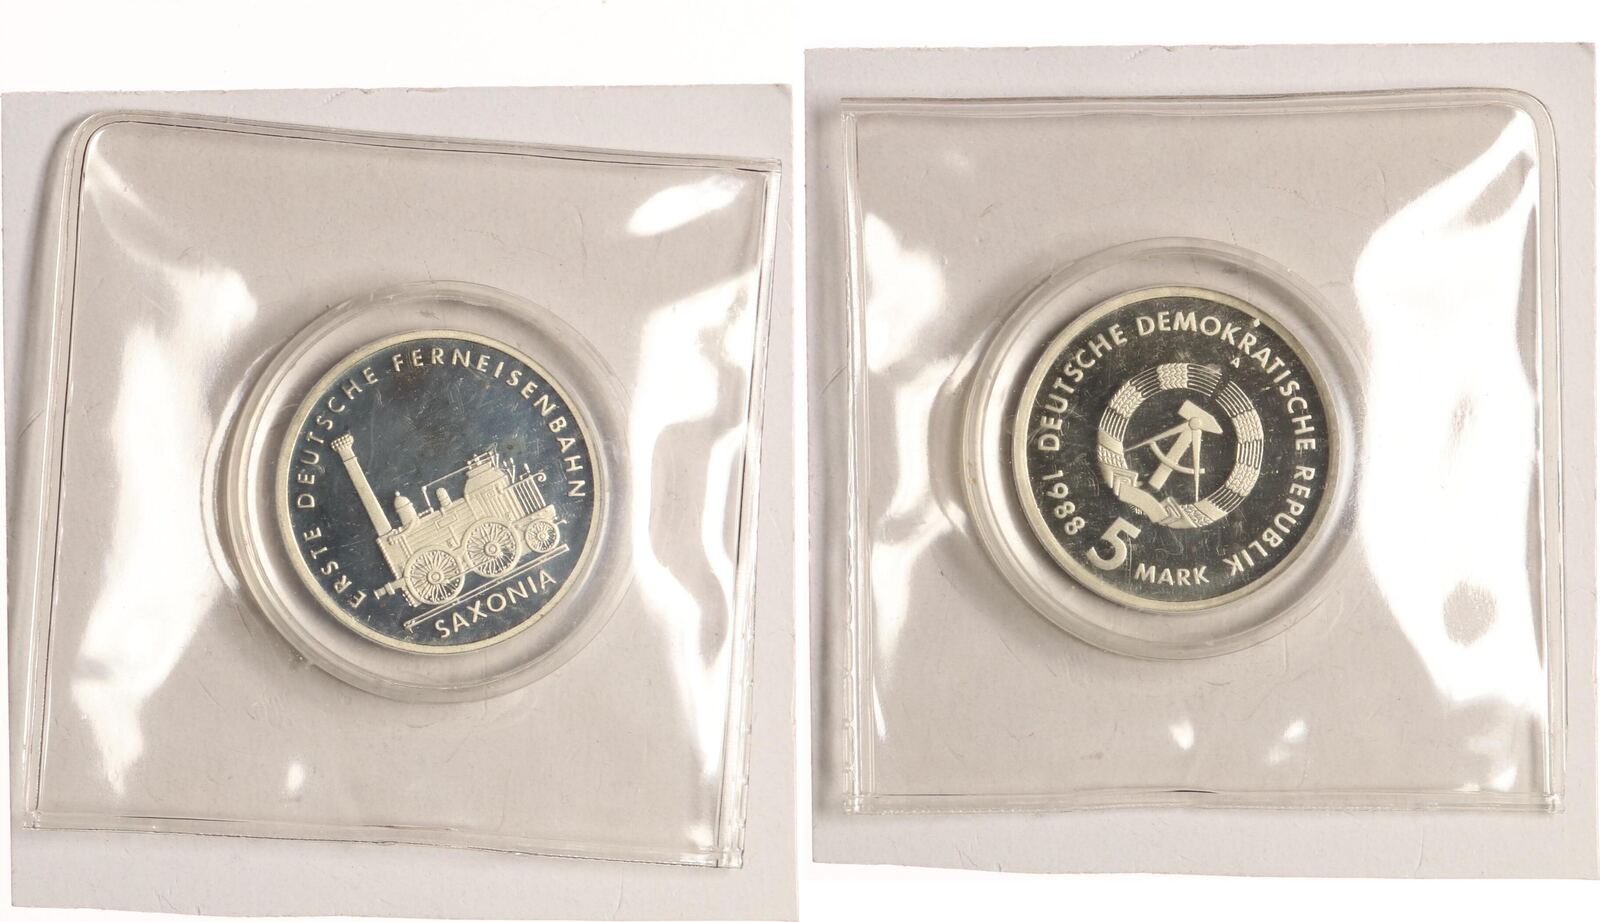 ERSTE DEUTSCHE FERNEISENBAHN
SAXONIA
1988 DEUTSCHE DEMOKRATISCHE REPUBLIK
A
5
MARK